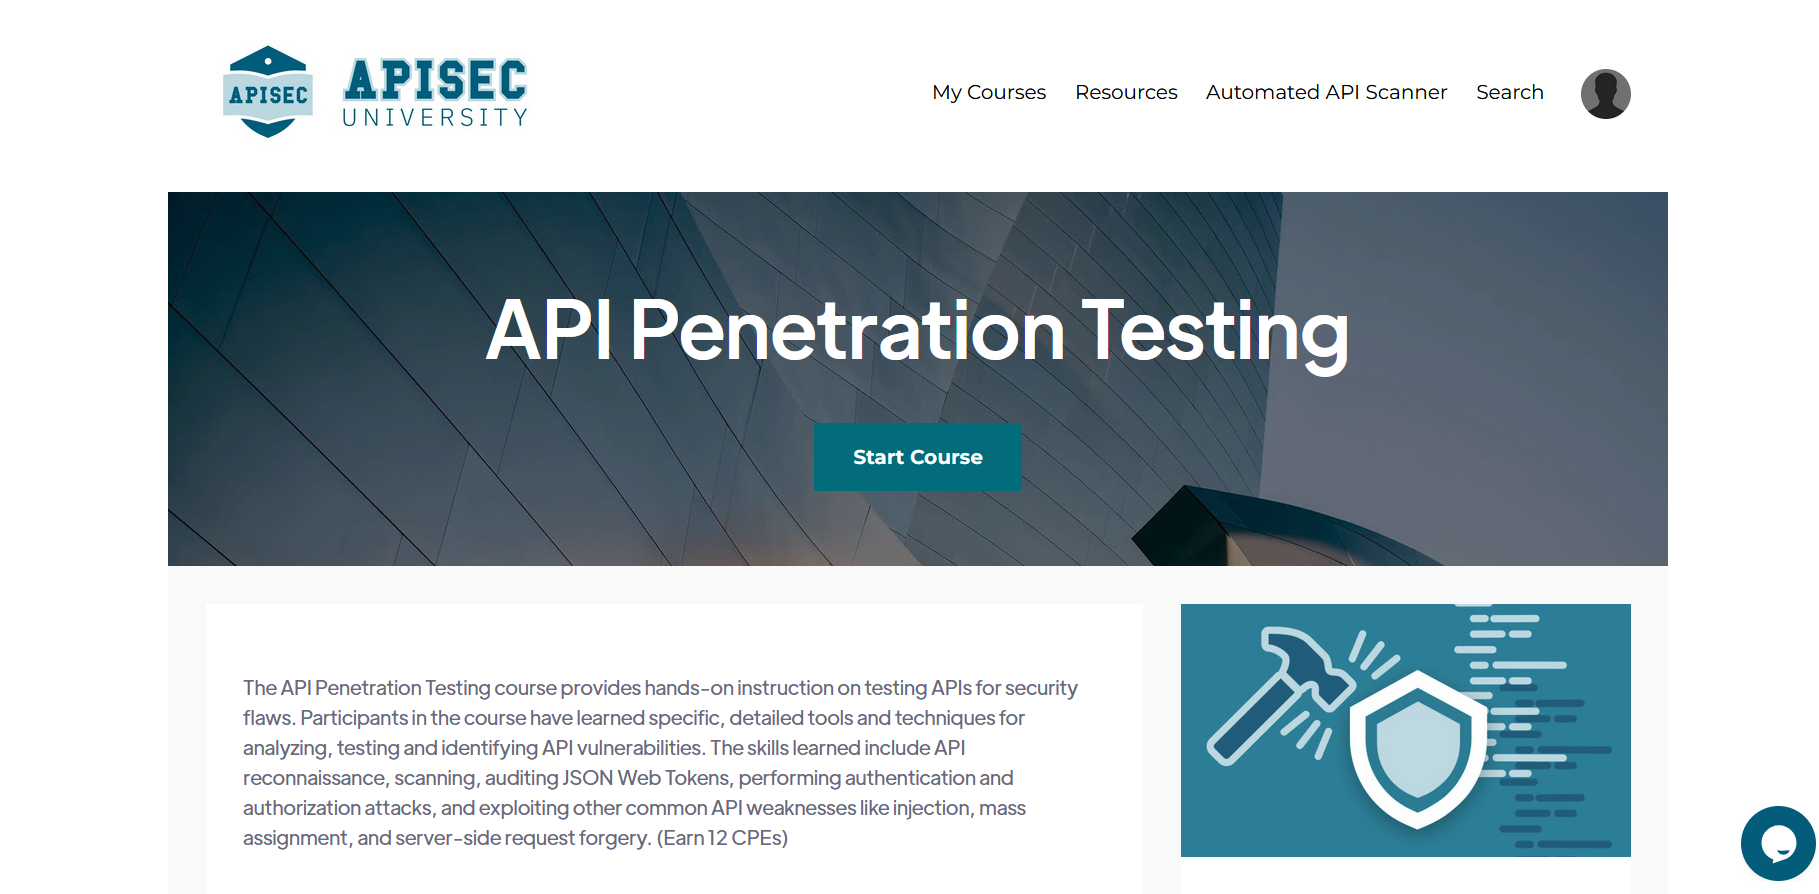 APISEC
APISEC
UNIVERSITY
My Courses
Resources
Automated API Scanner
Search
API Penetration Testing
Start Course
The API Penetration Testing course provides hands-on instruction on testing APIs for security
flaws. Participants in the course have learned specific, detailed tools and techniques for
analyzing, testing and identifying API vulnerabilities. The skills learned include API
reconnaissance, scanning, auditing JSON Web Tokens, performing authentication and
authorization attacks, and exploiting other common API weaknesses like injection, mass
assignment, and server-side request forgery. (Earn 12 CPEs)